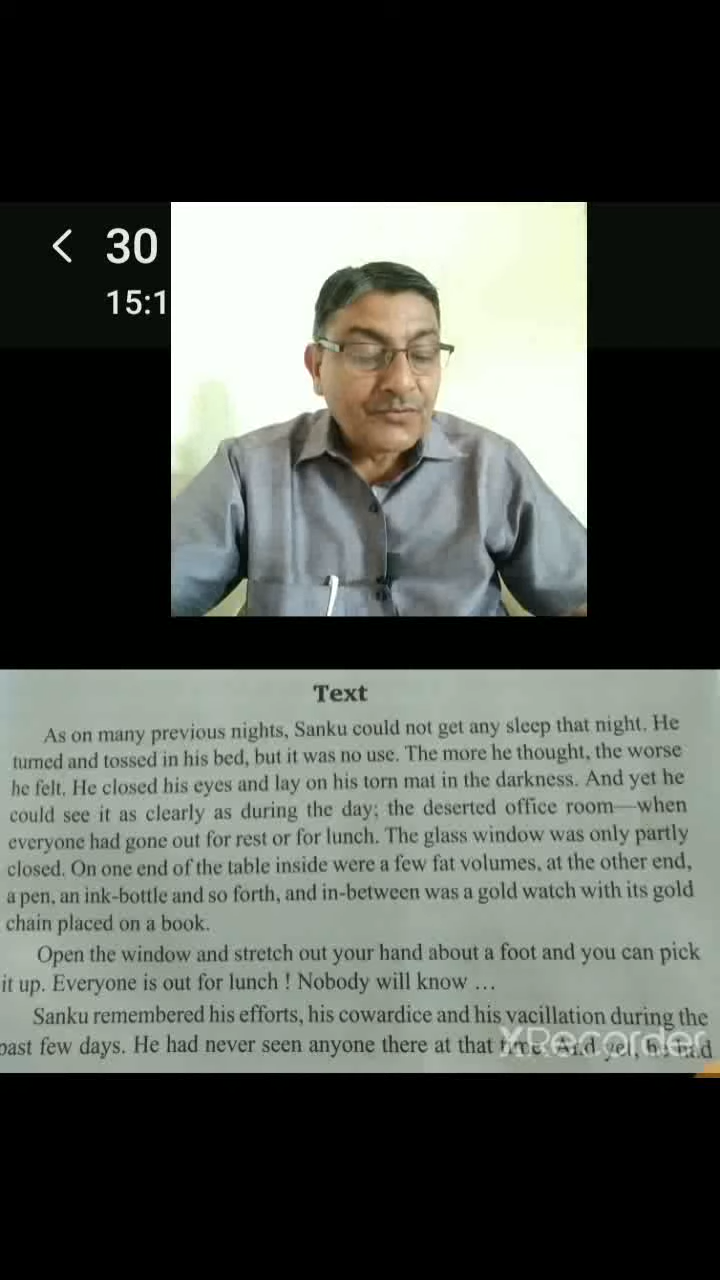 < 30
15:1
Text
As on many previous nights, Sanku could not get any sleep that night. He
turned and tossed in his bed, but it was no use. The more he thought, the worse
he felt. He closed his eyes and lay on his torn mat in the darkness. And yet he
could see it as clearly as during the day; the deserted office room—when
everyone had gone out for rest or for lunch. The glass window was only partly
closed. On one end of the table inside were a few fat volumes, at the other end,
a pen, an ink-bottle and so forth, and in-between was a gold watch with its gold
chain placed on a book.
Open the window and stretch out your hand about a foot and you can pick
it up. Everyone is out for lunch ! Nobody will know ...
Sanku remembered his efforts, his cowardice and his vacillation during the
past few days. He had never seen anyone there at that time. And yet, he had
XRecorder